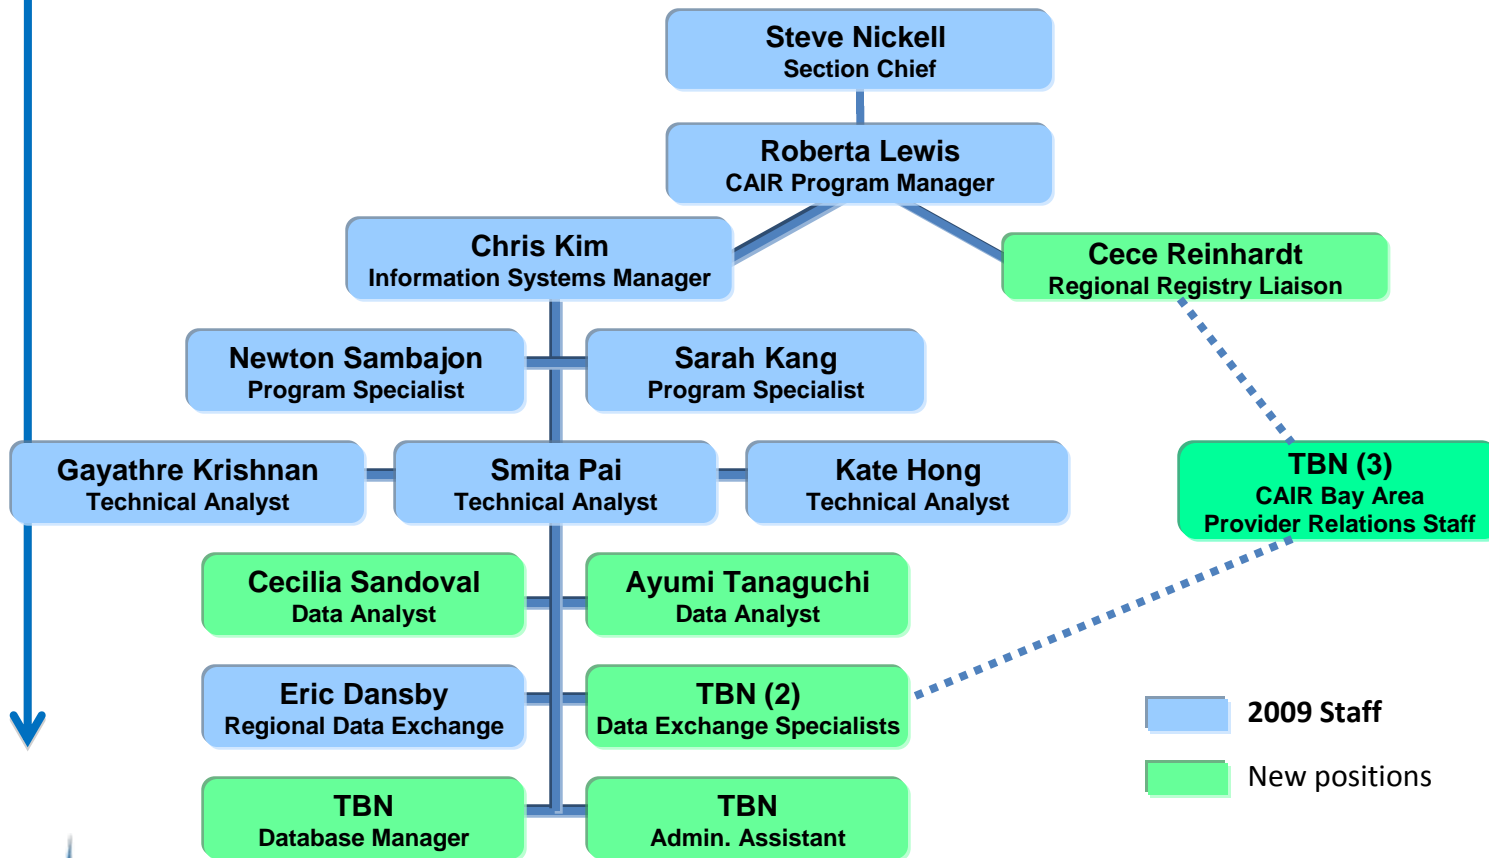 Steve Nickell
Section Chief
Roberta Lewis
CAIR Program Manager
Chris Kim
Information Systems Manager
Cece Reinhardt
Regional Registry Liaison
Newton Sambajon
Program Specialist
Sarah Kang
Program Specialist
Gayathre Krishnan
Technical Analyst
Smita Pai
Technical Analyst
Kate Hong
Technical Analyst
TBN (3)
CAIR Bay Area
Provider Relations Staff
Cecilia Sandoval
Data Analyst
Ayumi Tanaguchi
Data Analyst
Eric Dansby
Regional Data Exchange
TBN (2)
Data Exchange Specialists
TBN
Database Manager
TBN
Admin. Assistant
2009 Staff
New positions